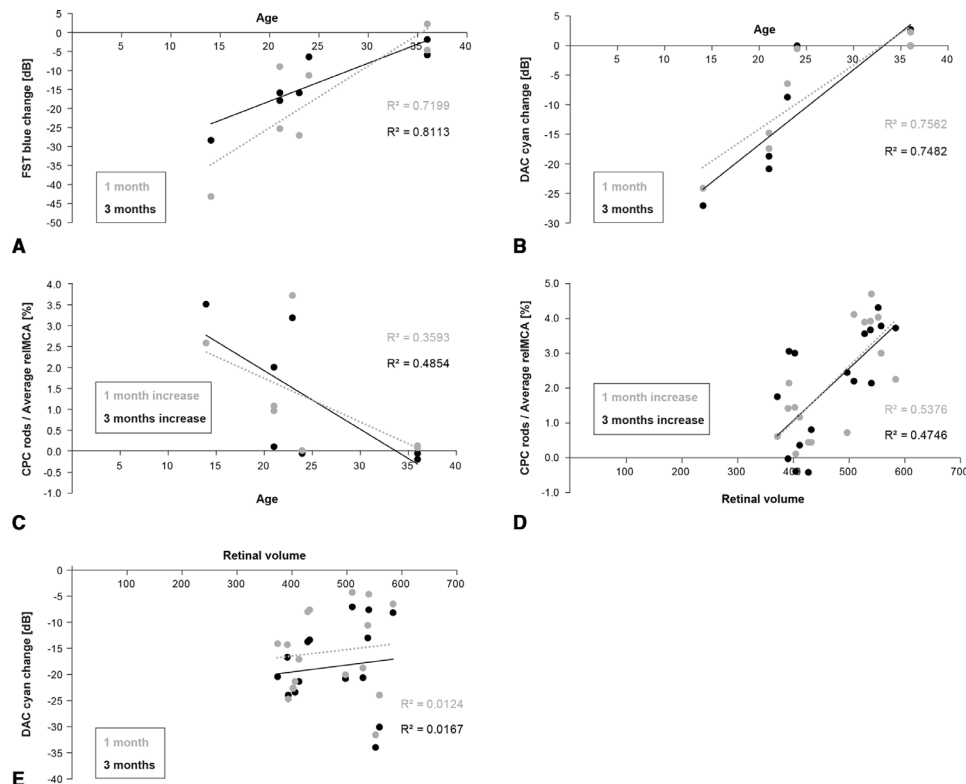 Age
5 10 15 20 25 30 35 40
5
0
-5
-10
-15
-20
-25
-30
-35
-40
-45
-50
FST blue change [dB]
R² = 0.7199
R² = 0.8113
1 month
3 months
A
Age
5 10 15 20 25 30 35 40
5
0
-5
-10
-15
-20
-25
-30
DAC cyan change [dB]
R² = 0.7562
R² = 0.7482
1 month
3 months
B
4.0
3.5
3.0
2.5
2.0
1.5
1.0
0.5
0.0
-0.5
-1.0
CPC rods / Average relMCA [%]
R² = 0.3593
R² = 0.4854
1 month increase
3 months increase
5 10 15 20 25 30 35 40
Age
C
5.0
4.0
3.0
2.0
1.0
0.0
-1.0
CPC rods / Average relMCA [%]
1 month increase
3 months increase
R² = 0.5376
R² = 0.4746
100 200 300 400 500 600 700
Retinal volume
D
Retinal volume
100 200 300 400 500 600 700
0
-5
-10
-15
-20
-25
-30
-35
-40
DAC cyan change [dB]
R² = 0.0124
R² = 0.0167
1 month
3 months
E